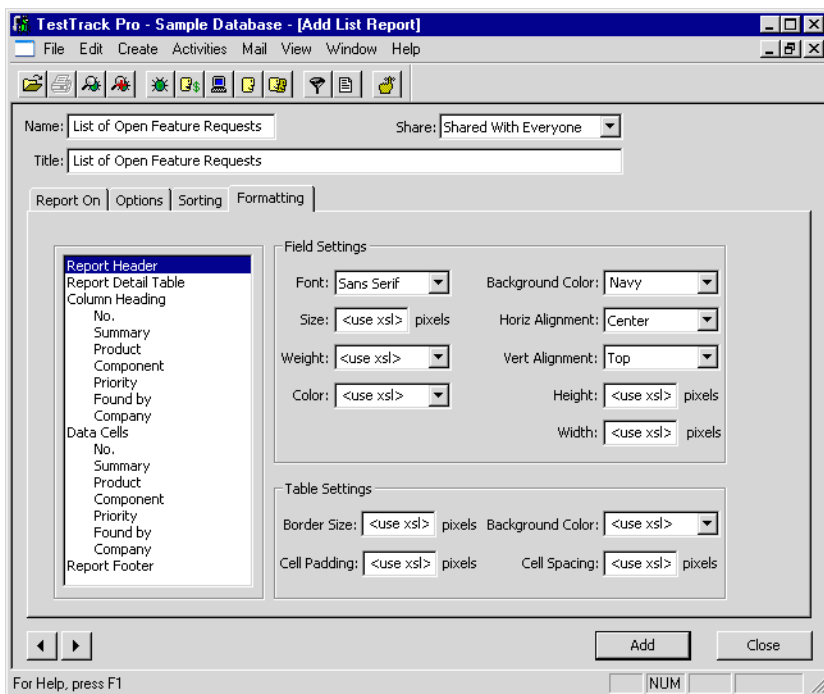 TestTrack Pro - Sample Database - [Add List Report]
File Edit Create Activities Mail View Window Help
Name: List of Open Feature Requests Share: Shared With Everyone
Title: List of Open Feature Requests
Report On Options Sorting Formatting
Report Header
Report Detail Table
Column Heading
No.
Summary
Product
Component
Priority
Found by
Company
Data Cells
No.
Summary
Product
Component
Priority
Found by
Company
Report Footer
Field Settings
Font: Sans Serif Background Color: Navy
Size: <use xsl> pixels Horiz Alignment: Center
Weight: <use xsl> Vert Alignment: Top
Color: <use xsl> Height: <use xsl> pixels
Width: <use xsl> pixels
Table Settings
Border Size: <use xsl> pixels Background Color: <use xsl>
Cell Padding: <use xsl> pixels Cell Spacing: <use xsl> pixels
Add Close
For Help, press F1 NUM